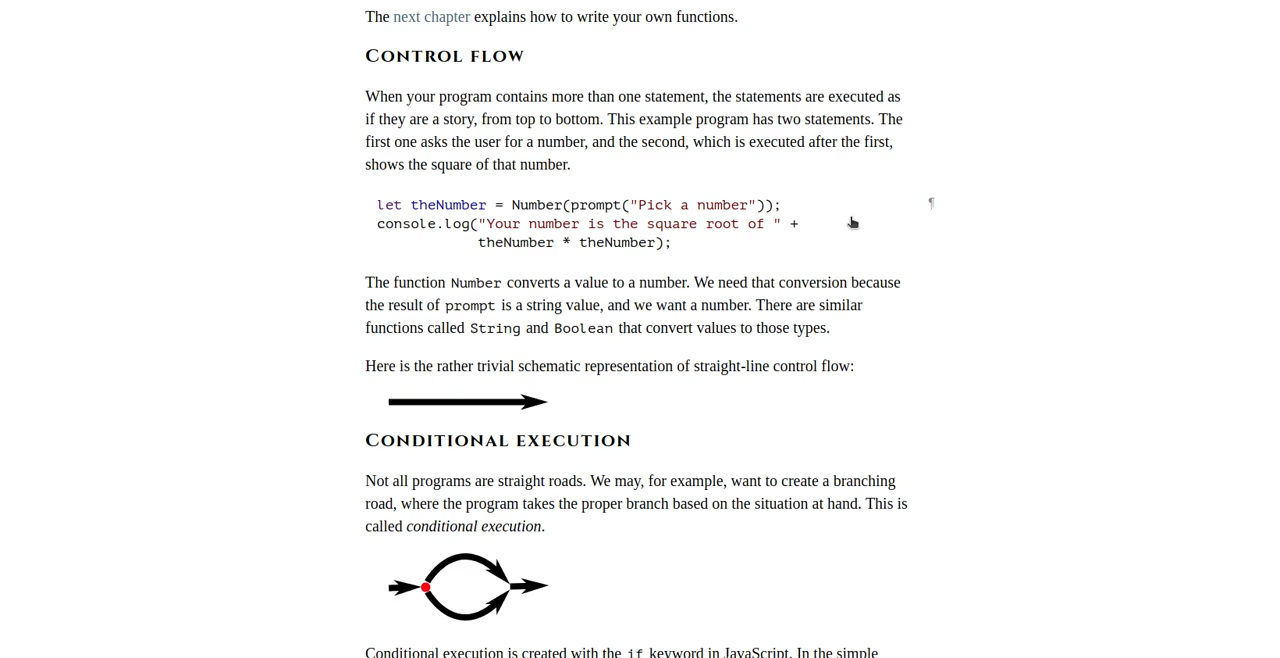 The next chapter explains how to write your own functions.
Control flow
When your program contains more than one statement, the statements are executed as
if they are a story, from top to bottom. This example program has two statements. The
first one asks the user for a number, and the second, which is executed after the first,
shows the square of that number.
let theNumber = Number(prompt("Pick a number")); ¶
console.log("Your number is the square root of " +
theNumber * theNumber);
The function Number converts a value to a number. We need that conversion because
the result of prompt is a string value, and we want a number. There are similar
functions called String and Boolean that convert values to those types.
Here is the rather trivial schematic representation of straight-line control flow:
Conditional execution
Not all programs are straight roads. We may, for example, want to create a branching
road, where the program takes the proper branch based on the situation at hand. This is
called conditional execution.
Conditional execution is created with the if keyword in JavaScript. In the simple